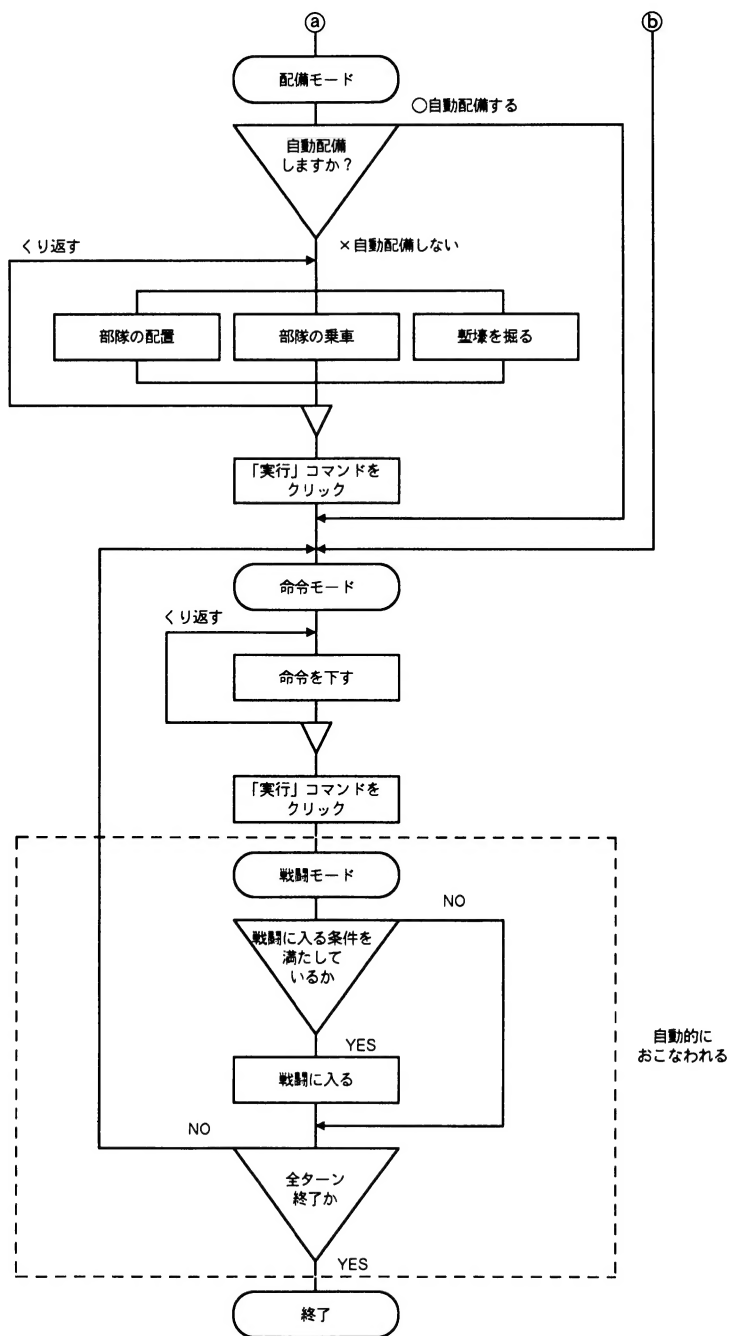 ⓐ
ⓑ
配備モード
○自動配備する
自動配備
しますか？
×自動配備しない
くり返す
部隊の配置
部隊の乗車
塹壕を掘る
「実行」コマンドを
クリック
命令モード
くり返す
命令を下す
「実行」コマンドを
クリック
戦闘モード
NO
戦闘に入る条件を
満たして
いるか
YES
自動的に
おこなわれる
戦闘に入る
NO
全ターン
終了か
YES
終了